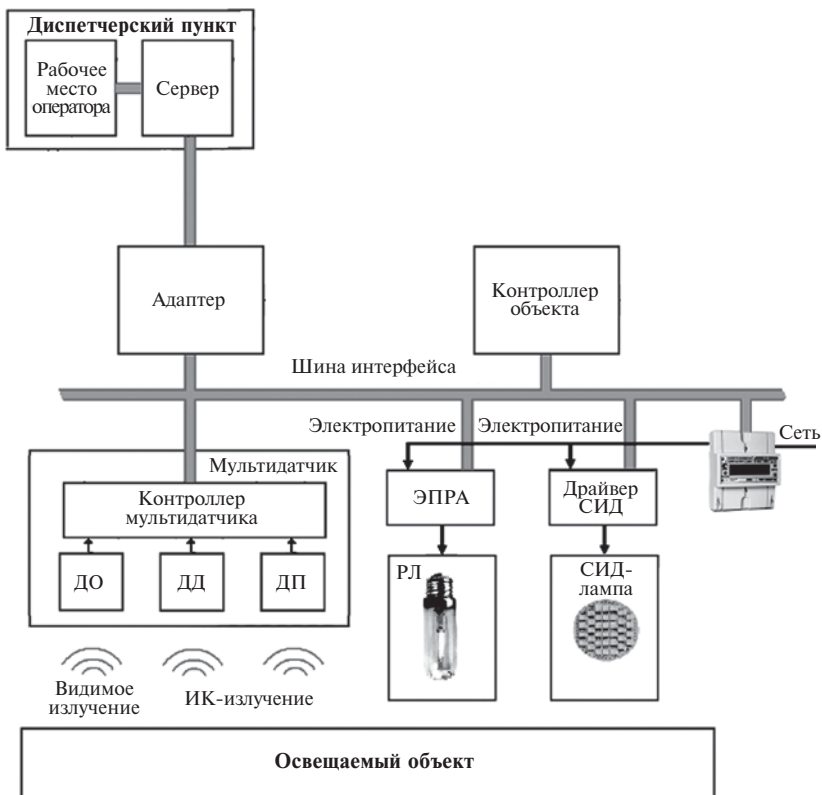 Диспетчерский пункт
Рабочее
место
оператора
Сервер
Адаптер
Контроллер
объекта
Шина интерфейса
Электропитание
Электропитание
Сеть
Мультидатчик
Контроллер
мультидатчика
ЭПРА
Драйвер
СИД
ДО
ДД
ДП
РЛ
СИД-
лампа
Видимое
излучение
ИК-излучение
Освещаемый объект